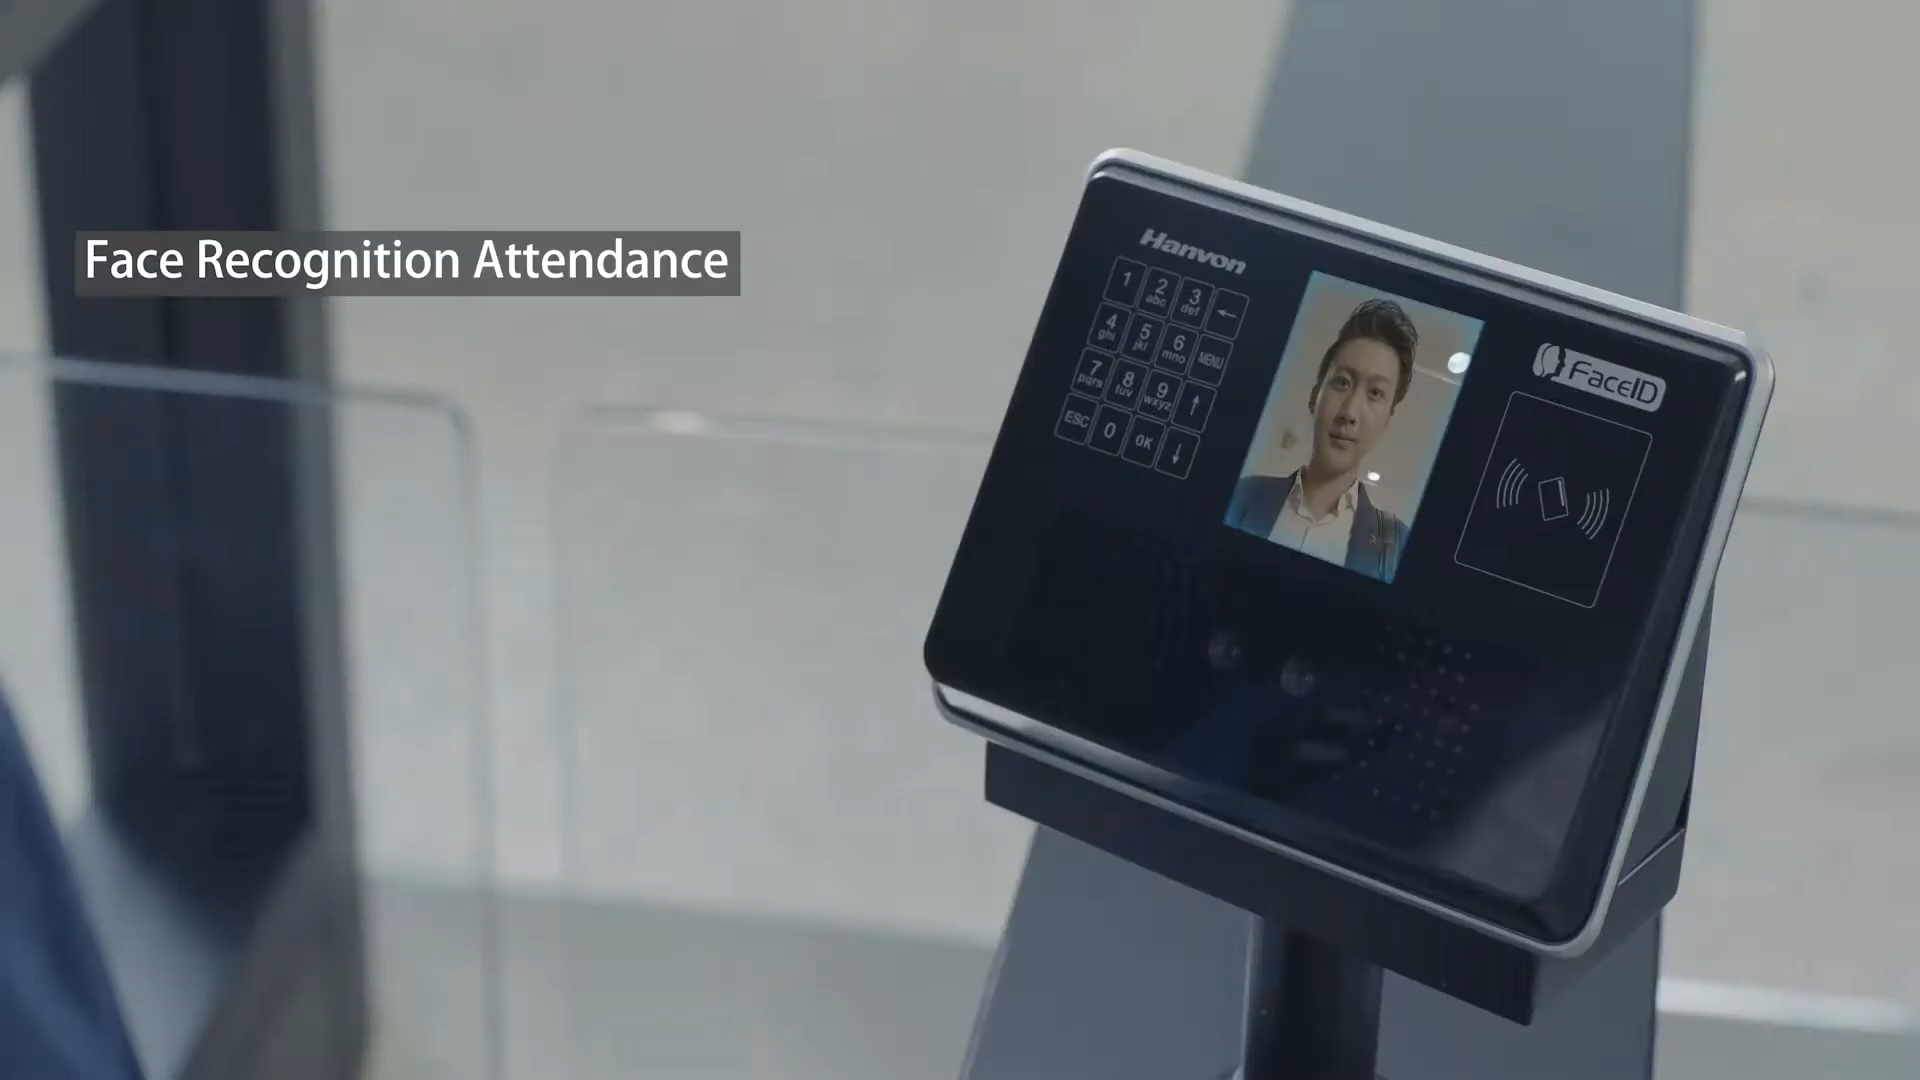 Face Recognition Attendance
Hanvon
1 2 abc 3 def ←
4 ghi 5 jkl 6 mno MENU
7 pqrs 8 tuv 9 wxyz ↑
ESC 0 OK ↓
FaceID